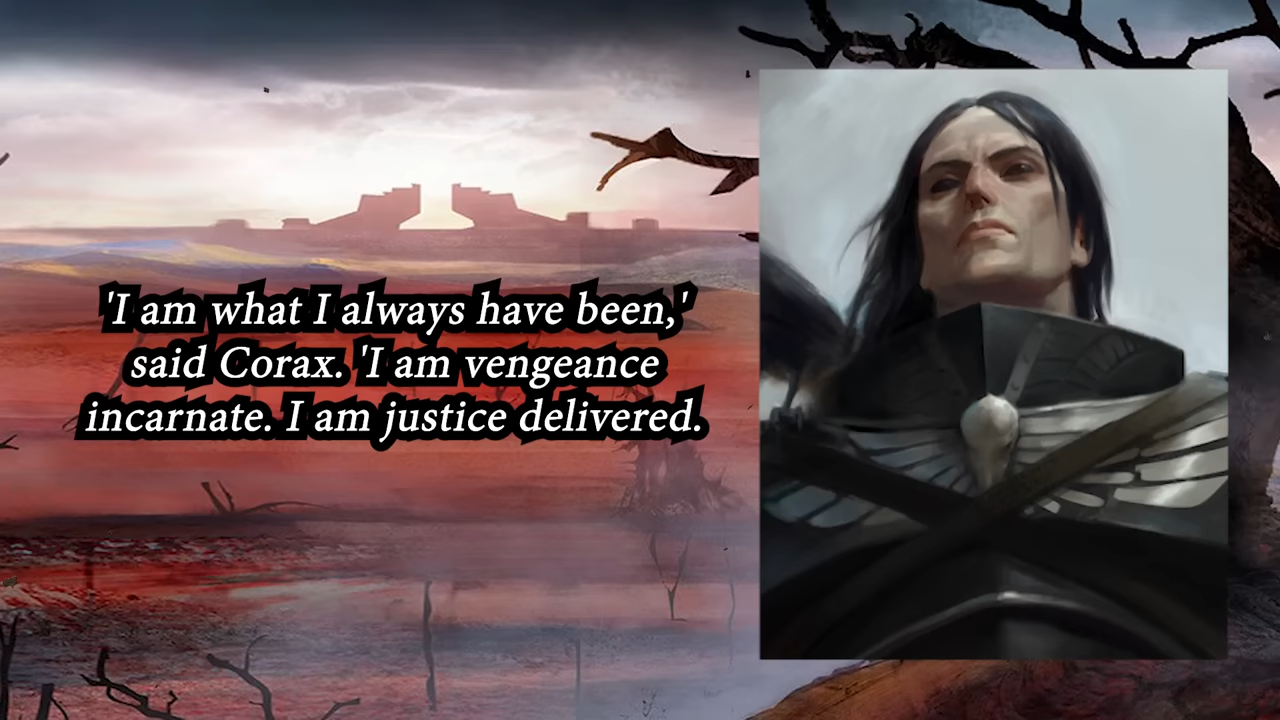 'I am what I always have been,'
said Corax. 'I am vengeance
incarnate. I am justice delivered.